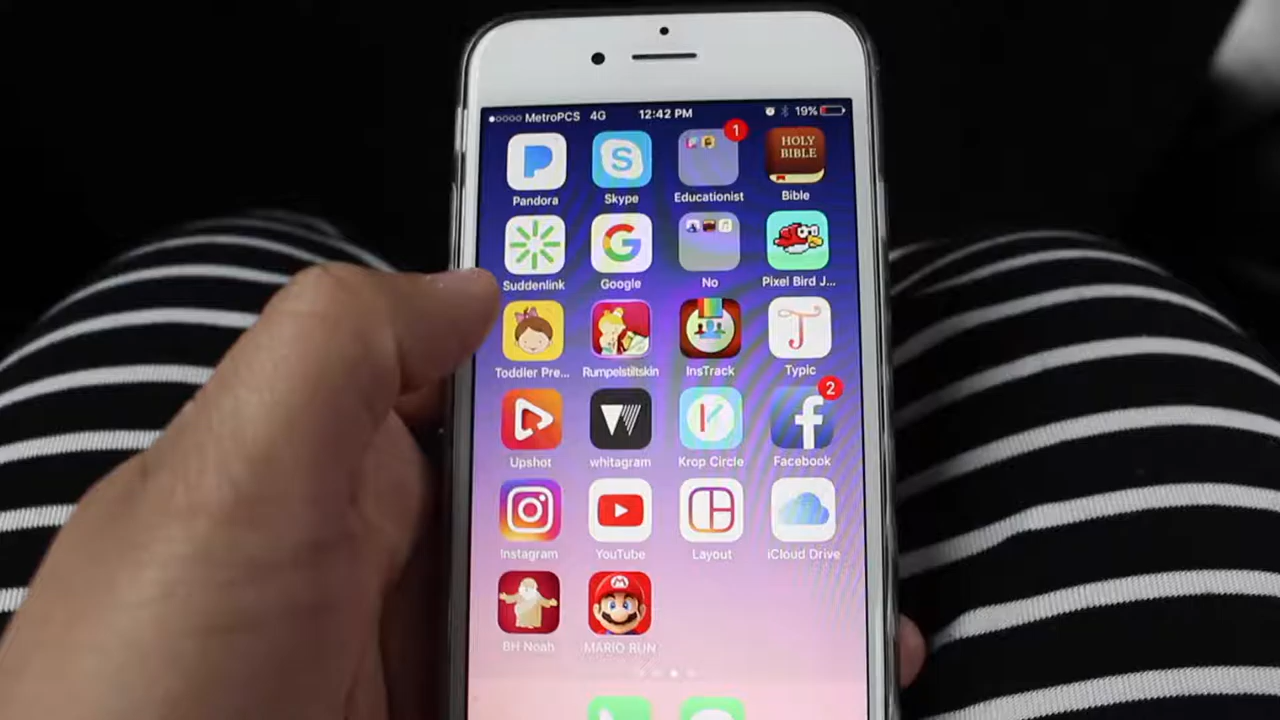 MetroPCS 4G 12:42 PM 19%
1
HOLY
BIBLE
Pandora Skype Educationist Bible
Suddenlink Google No Pixel Bird J...
Toddler Pre... Rumpelstiltskin InsTrack Typic
2
Upshot whitagram Krop Circle Facebook
Instagram YouTube Layout iCloud Drive
M
BH Noah MARIO RUN